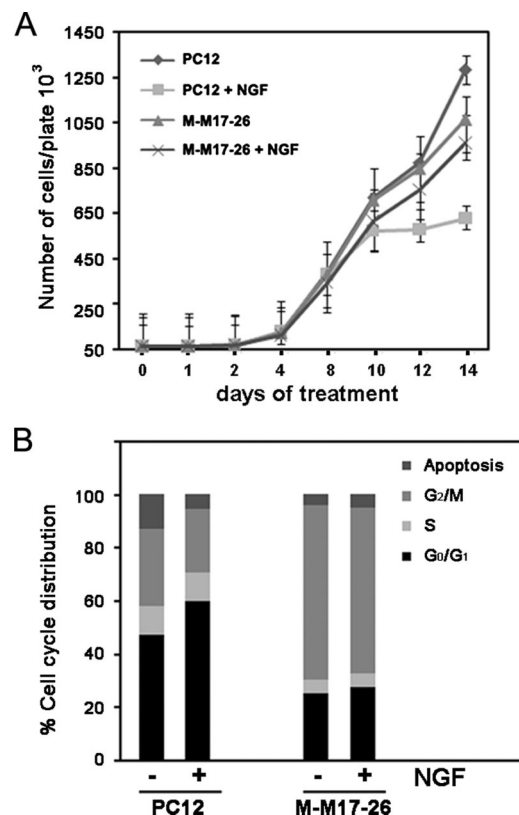 A
Number of cells/plate 10³
1450
1250
1050
850
650
450
250
50
PC12
PC12 + NGF
M-M17-26
M-M17-26 + NGF
0 1 2 4 8 10 12 14
days of treatment
B
% Cell cycle distribution
100
80
60
40
20
0
Apoptosis
G₂/M
S
G₀/G₁
- + - + NGF
PC12 M-M17-26